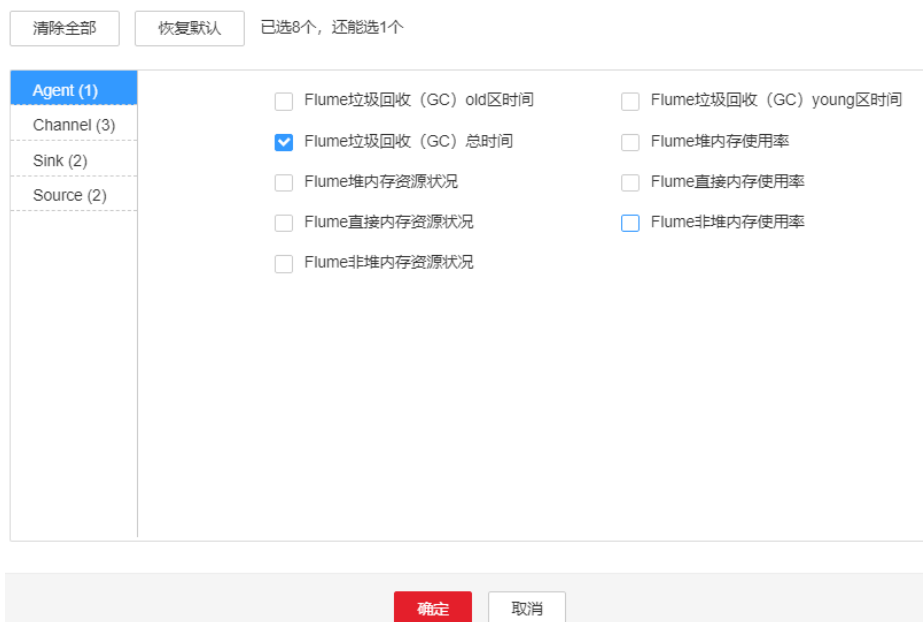 清除全部 恢复默认 已选8个，还能选1个
Agent (1)
Channel (3)
Sink (2)
Source (2)
Flume垃圾回收（GC）old区时间 Flume垃圾回收（GC）young区时间
Flume垃圾回收（GC）总时间 Flume堆内存使用率
Flume堆内存资源状况 Flume直接内存使用率
Flume直接内存资源状况 Flume非堆内存使用率
Flume非堆内存资源状况
确定 取消